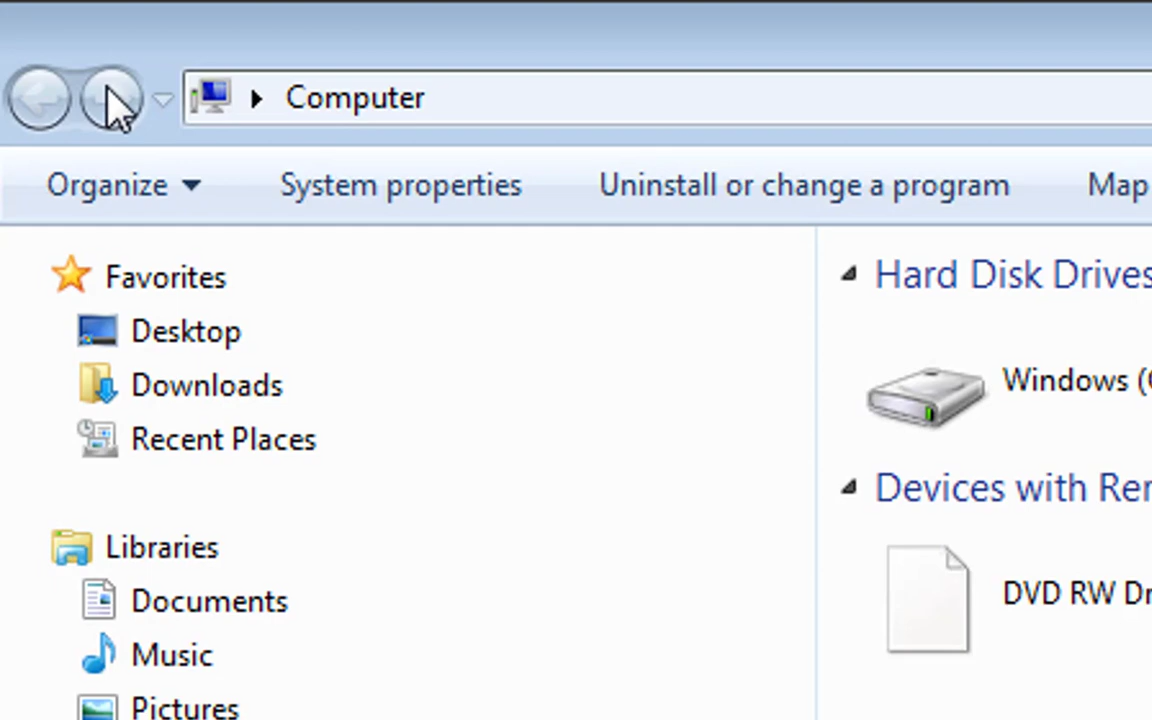 Computer
Organize System properties Uninstall or change a program Map
Favorites
Desktop
Downloads
Recent Places
Libraries
Documents
Music
Pictures
Hard Disk Drives
Windows (
Devices with Rer
DVD RW Dr